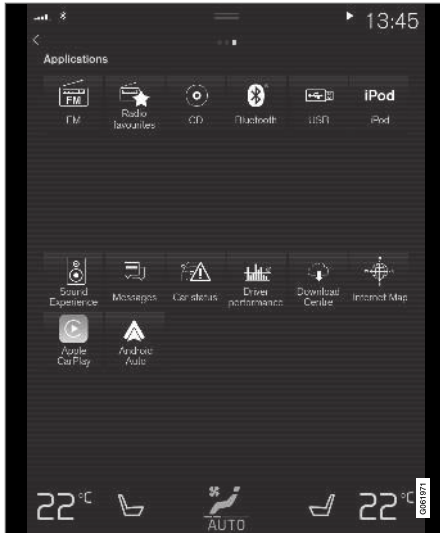 13:45
Applications
FM
iPod
FM
Radio
favourites
CD
Bluetooth
USB
iPod
Sound
Experience
Messages
Car status
Driver
performance
Download
Centre
Internet Map
Apple
CarPlay
Android
Auto
22°C
22°C
AUTO
G061971